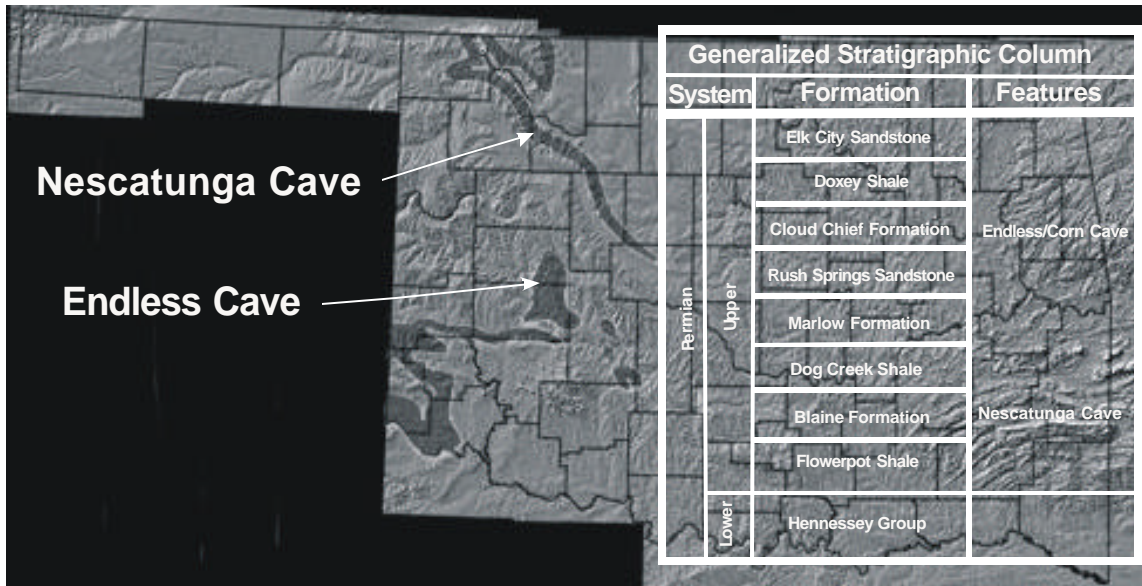 Nescatunga Cave
Endless Cave
Generalized Stratigraphic Column
System Formation Features
Permian
Upper
Lower
Elk City Sandstone
Doxey Shale
Cloud Chief Formation
Endless/Corn Cave
Rush Springs Sandstone
Marlow Formation
Dog Creek Shale
Blaine Formation
Nescatunga Cave
Flowerpot Shale
Hennessey Group